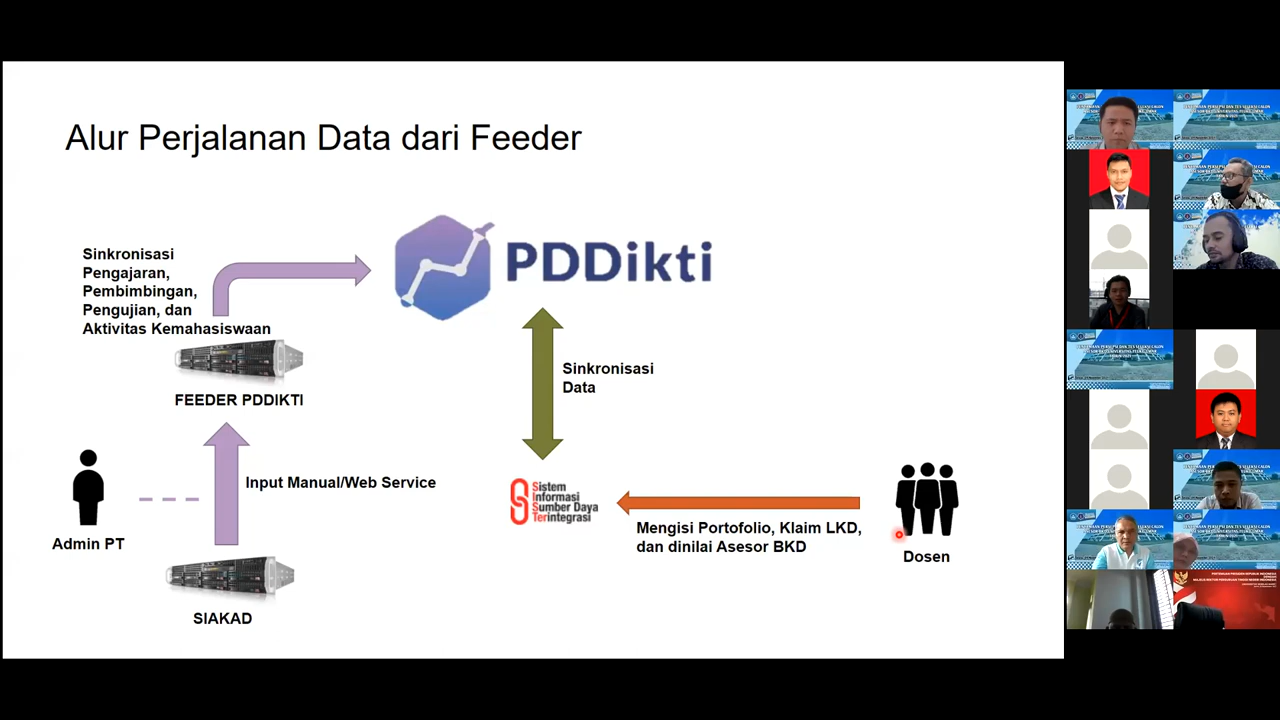 Alur Perjalanan Data dari Feeder
Sinkronisasi
Pengajaran,
Pembimbingan,
Pengujian, dan
Aktivitas Kemahasiswaan
PDDikti
Sinkronisasi
Data
FEEDER PDDIKTI
Input Manual/Web Service
Admin PT
SIAKAD
Sistem
Informasi
Sumber Daya
Terintegrasi
Mengisi Portofolio, Klaim LKD,
dan dinilai Asesor BKD
Dosen